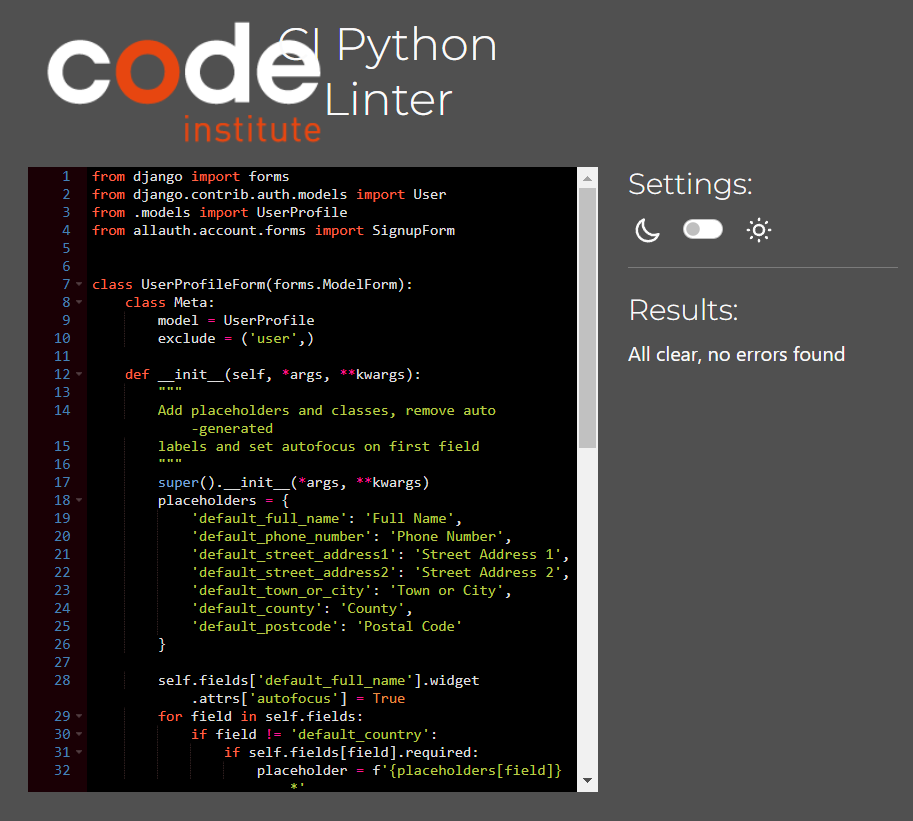 code
institute
CI Python
Linter
1 from django import forms
2 from django.contrib.auth.models import User
3 from .models import UserProfile
4 from allauth.account.forms import SignupForm
5
6
7 class UserProfileForm(forms.ModelForm):
8     class Meta:
9         model = UserProfile
10         exclude = ('user',)
11
12     def __init__(self, *args, **kwargs):
13         """
14         Add placeholders and classes, remove auto
-generated
15         labels and set autofocus on first field
16         """
17         super().__init__(*args, **kwargs)
18         placeholders = {
19             'default_full_name': 'Full Name',
20             'default_phone_number': 'Phone Number',
21             'default_street_address1': 'Street Address 1',
22             'default_street_address2': 'Street Address 2',
23             'default_town_or_city': 'Town or City',
24             'default_county': 'County',
25             'default_postcode': 'Postal Code'
26         }
27
28         self.fields['default_full_name'].widget
.attrs['autofocus'] = True
29         for field in self.fields:
30             if field != 'default_country':
31                 if self.fields[field].required:
32                     placeholder = f'{placeholders[field]}
*'
Settings:
Results:
All clear, no errors found